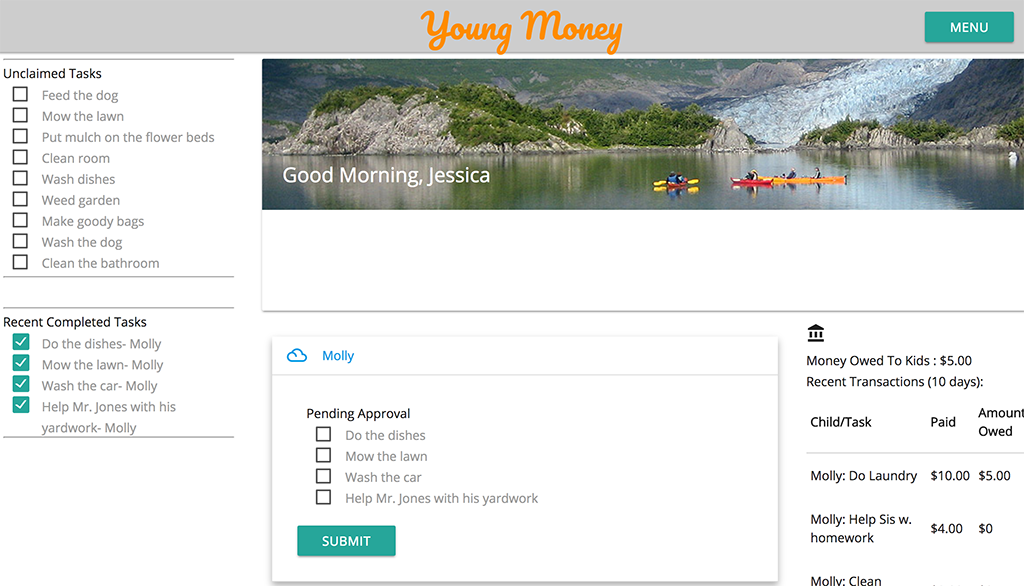 Young Money
MENU
Unclaimed Tasks
Feed the dog
Mow the lawn
Put mulch on the flower beds
Clean room
Wash dishes
Weed garden
Make goody bags
Wash the dog
Clean the bathroom
Recent Completed Tasks
Do the dishes- Molly
Mow the lawn- Molly
Wash the car- Molly
Help Mr. Jones with his
yardwork- Molly
Good Morning, Jessica
Molly
Pending Approval
Do the dishes
Mow the lawn
Wash the car
Help Mr. Jones with his yardwork
SUBMIT
Money Owed To Kids : $5.00
Recent Transactions (10 days):
Child/Task Paid Amount
Owed
Molly: Do Laundry $10.00 $5.00
Molly: Help Sis w.
homework $4.00 $0
Molly: Clean